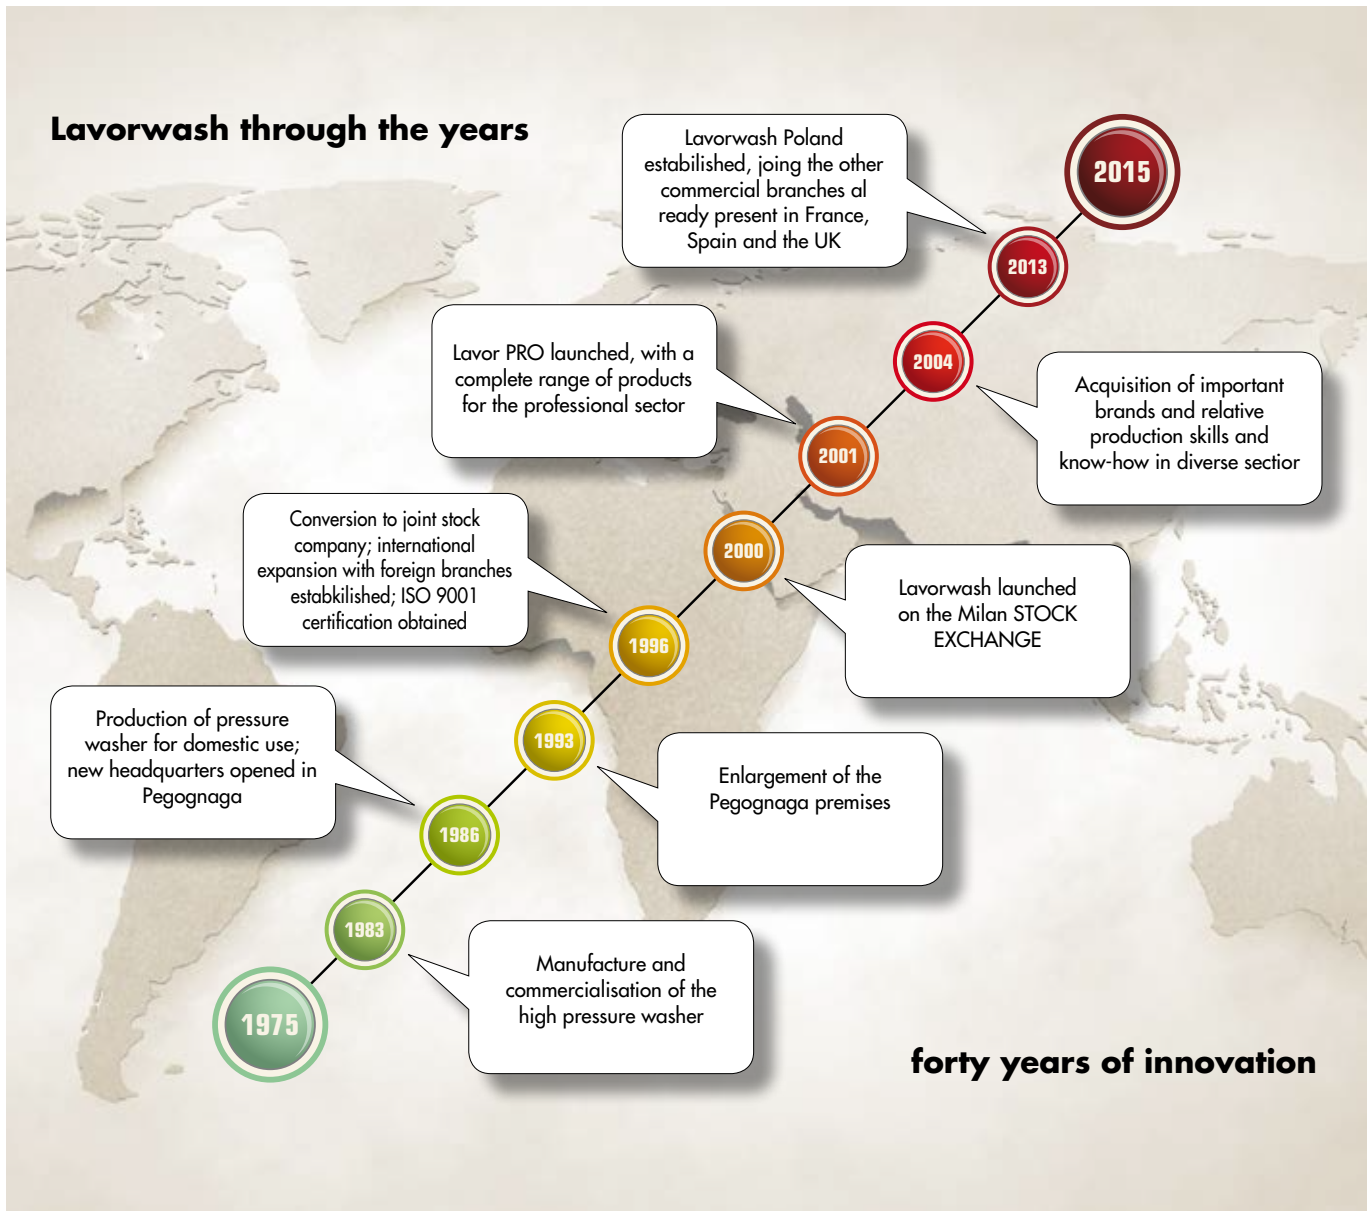 Lavorwash through the years
Lavorwash Poland
estabilished, joing the other
commercial branches al
ready present in France,
Spain and the UK
2015
2013
Lavor PRO launched, with a
complete range of products
for the professional sector
2004
Acquisition of important
brands and relative
production skills and
know-how in diverse sectior
2001
Conversion to joint stock
company; international
expansion with foreign branches
estabkilished; ISO 9001
certification obtained
2000
Lavorwash launched
on the Milan STOCK
EXCHANGE
1996
Production of pressure
washer for domestic use;
new headquarters opened in
Pegognaga
1993
Enlargement of the
Pegognaga premises
1986
1983
Manufacture and
commercialisation of the
high pressure washer
1975
forty years of innovation